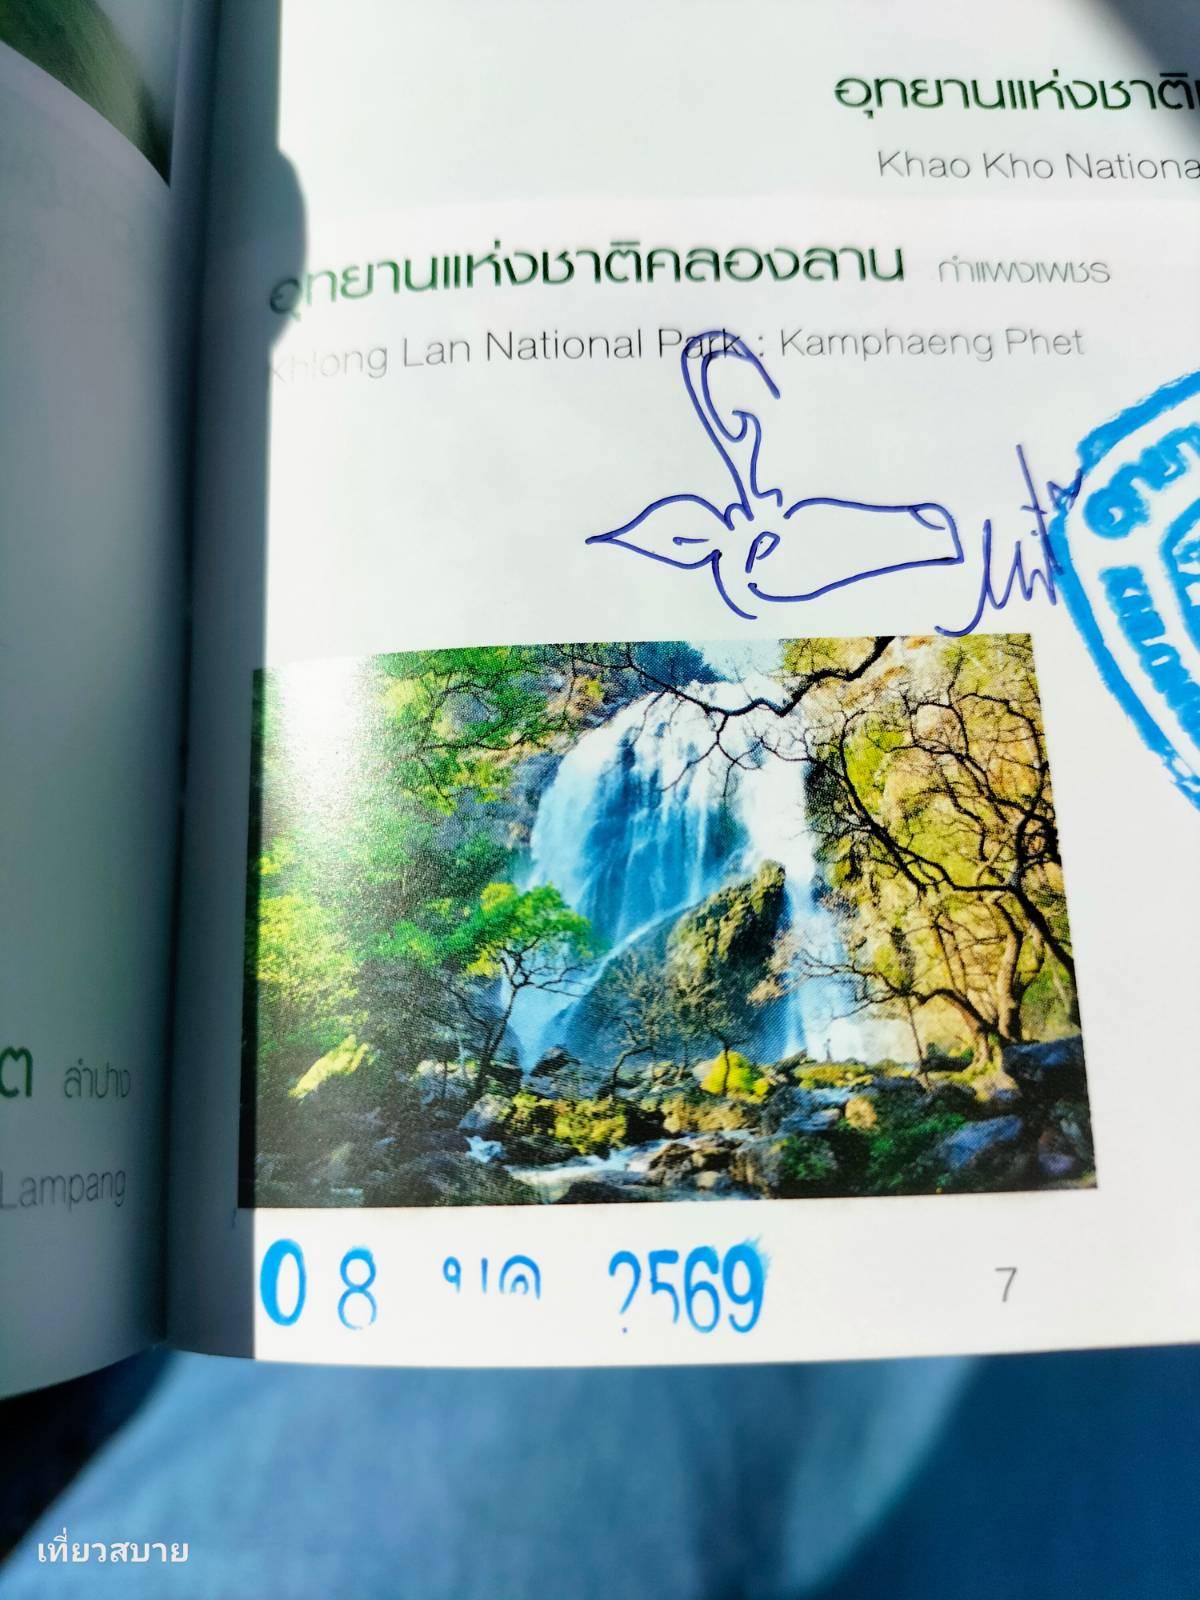 อุทยานแห่งชาติ
Khao Kho Nationa
อุทยานแห่งชาติคลองลาน กำแพงเพชร
Khlong Lan National Park : Kamphaeng Phet
ต ลำปาง
Lampang
08 2569
7
เที่ยวสบาย